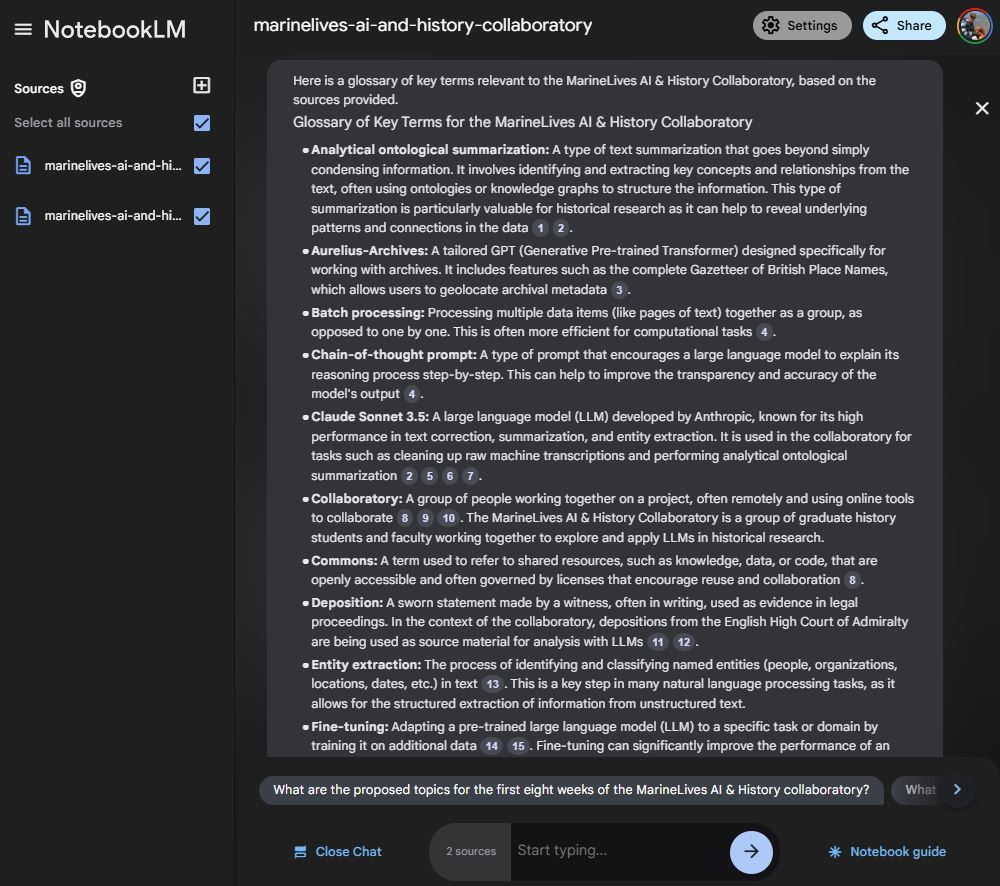 NotebookLM
marinelives-ai-and-history-collaboratory
Settings
Share
Sources
Select all sources
marinelives-ai-and-hi...
marinelives-ai-and-hi...
Here is a glossary of key terms relevant to the MarineLives AI & History Collaboratory, based on the
sources provided.
Glossary of Key Terms for the MarineLives AI & History Collaboratory
• Analytical ontological summarization: A type of text summarization that goes beyond simply
condensing information. It involves identifying and extracting key concepts and relationships from the
text, often using ontologies or knowledge graphs to structure the information. This type of
summarization is particularly valuable for historical research as it can help to reveal underlying
patterns and connections in the data 1 2 .
• Aurelius-Archives: A tailored GPT (Generative Pre-trained Transformer) designed specifically for
working with archives. It includes features such as the complete Gazetteer of British Place Names,
which allows users to geolocate archival metadata 3 .
• Batch processing: Processing multiple data items (like pages of text) together as a group, as
opposed to one by one. This is often more efficient for computational tasks 4 .
• Chain-of-thought prompt: A type of prompt that encourages a large language model to explain its
reasoning process step-by-step. This can help to improve the transparency and accuracy of the
model's output 4 .
• Claude Sonnet 3.5: A large language model (LLM) developed by Anthropic, known for its high
performance in text correction, summarization, and entity extraction. It is used in the collaboratory for
tasks such as cleaning up raw machine transcriptions and performing analytical ontological
summarization 2 5 6 7 .
• Collaboratory: A group of people working together on a project, often remotely and using online tools
to collaborate 8 9 10 . The MarineLives AI & History Collaboratory is a group of graduate history
students and faculty working together to explore and apply LLMs in historical research.
• Commons: A term used to refer to shared resources, such as knowledge, data, or code, that are
openly accessible and often governed by licenses that encourage reuse and collaboration 8 .
• Deposition: A sworn statement made by a witness, often in writing, used as evidence in legal
proceedings. In the context of the collaboratory, depositions from the English High Court of Admiralty
are being used as source material for analysis with LLMs 11 12 .
• Entity extraction: The process of identifying and classifying named entities (people, organizations,
locations, dates, etc.) in text 13 . This is a key step in many natural language processing tasks, as it
allows for the structured extraction of information from unstructured text.
• Fine-tuning: Adapting a pre-trained large language model (LLM) to a specific task or domain by
training it on additional data 14 15 . Fine-tuning can significantly improve the performance of an
What are the proposed topics for the first eight weeks of the MarineLives AI & History collaboratory?
What
Close Chat
2 sources
Start typing...
Notebook guide